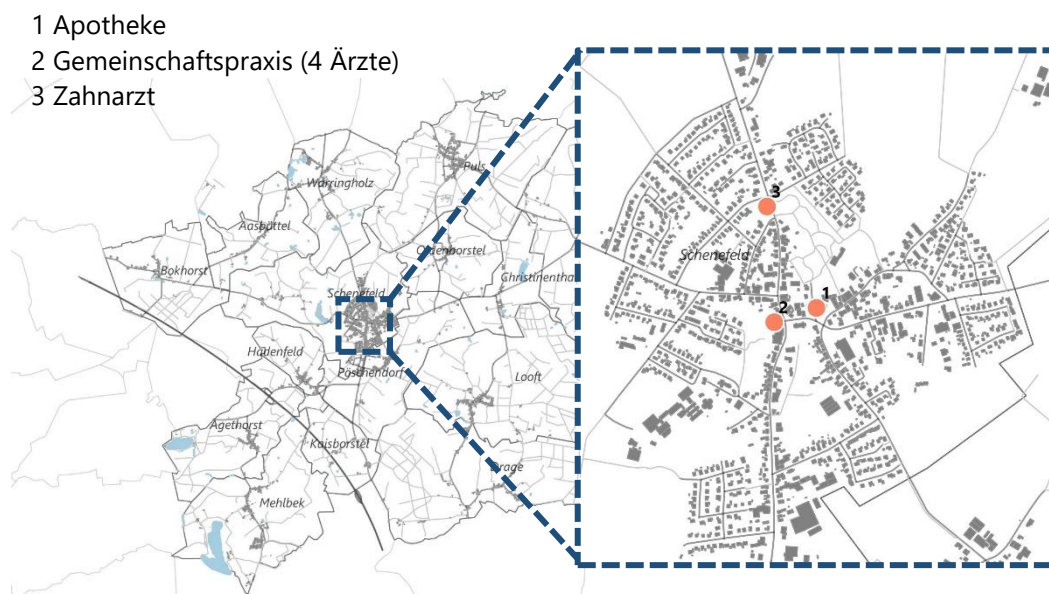 1 Apotheke
2 Gemeinschaftspraxis (4 Ärzte)
3 Zahnarzt
Puls
Warringholz
Aasbüttel
Oldenborstel
Bokhorst
Christinenthal
Schenefeld
Hadenfeld
Pöschendorf
Looft
Agethorst
Kaisborstel
Drage
Mehlbek
3
Schenefeld
1
2